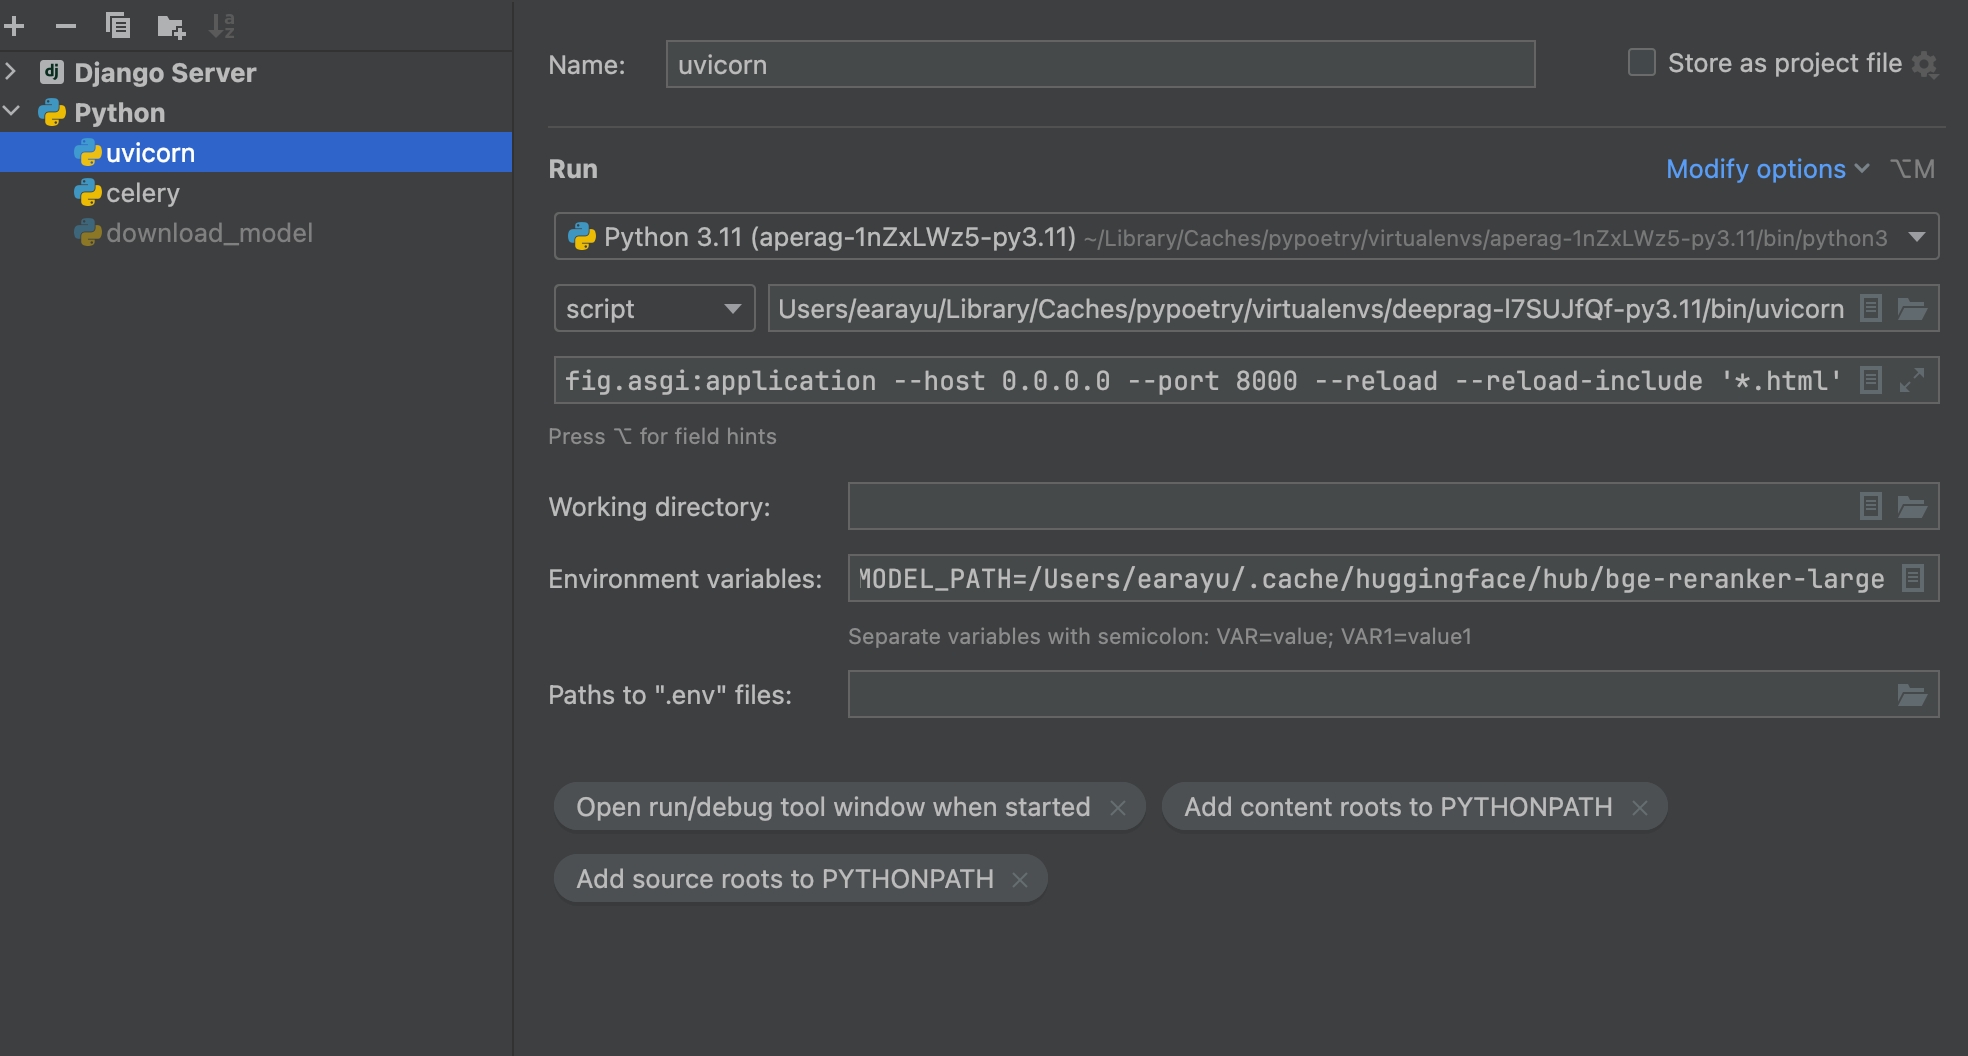 Django Server
Python
uvicorn
celery
download_model
Name: uvicorn
Store as project file
Run
Modify options ⌥M
Python 3.11 (aperag-1nZxLWz5-py3.11) ~/Library/Caches/pypoetry/virtualenvs/aperag-1nZxLWz5-py3.11/bin/python3
script Users/earayu/Library/Caches/pypoetry/virtualenvs/deeprag-I7SUJfQf-py3.11/bin/uvicorn
fig.asgi:application --host 0.0.0.0 --port 8000 --reload --reload-include '*.html'
Press ⌥ for field hints
Working directory:
Environment variables: MODEL_PATH=/Users/earayu/.cache/huggingface/hub/bge-reranker-large
Separate variables with semicolon: VAR=value; VAR1=value1
Paths to ".env" files:
Open run/debug tool window when started ×
Add content roots to PYTHONPATH ×
Add source roots to PYTHONPATH ×